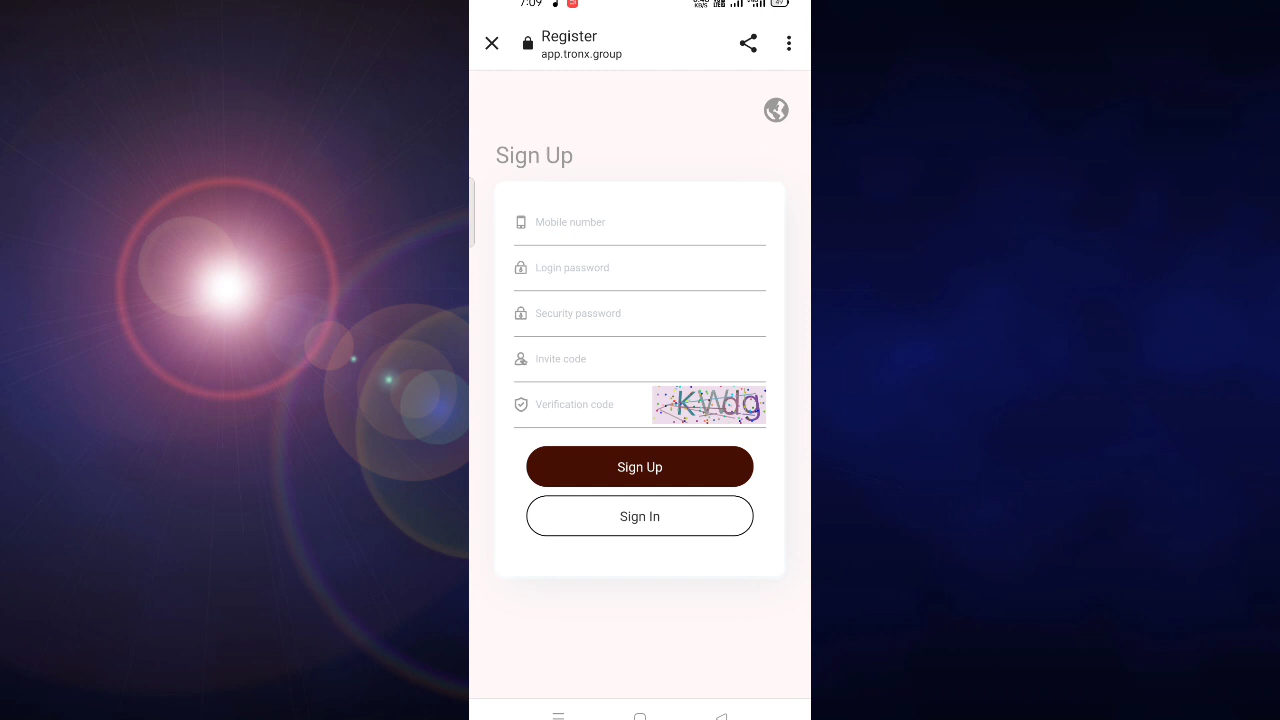 7:09
Register
app.tronx.group
Sign Up
Mobile number
Login password
Security password
Invite code
Verification code
KWdg
Sign Up
Sign In